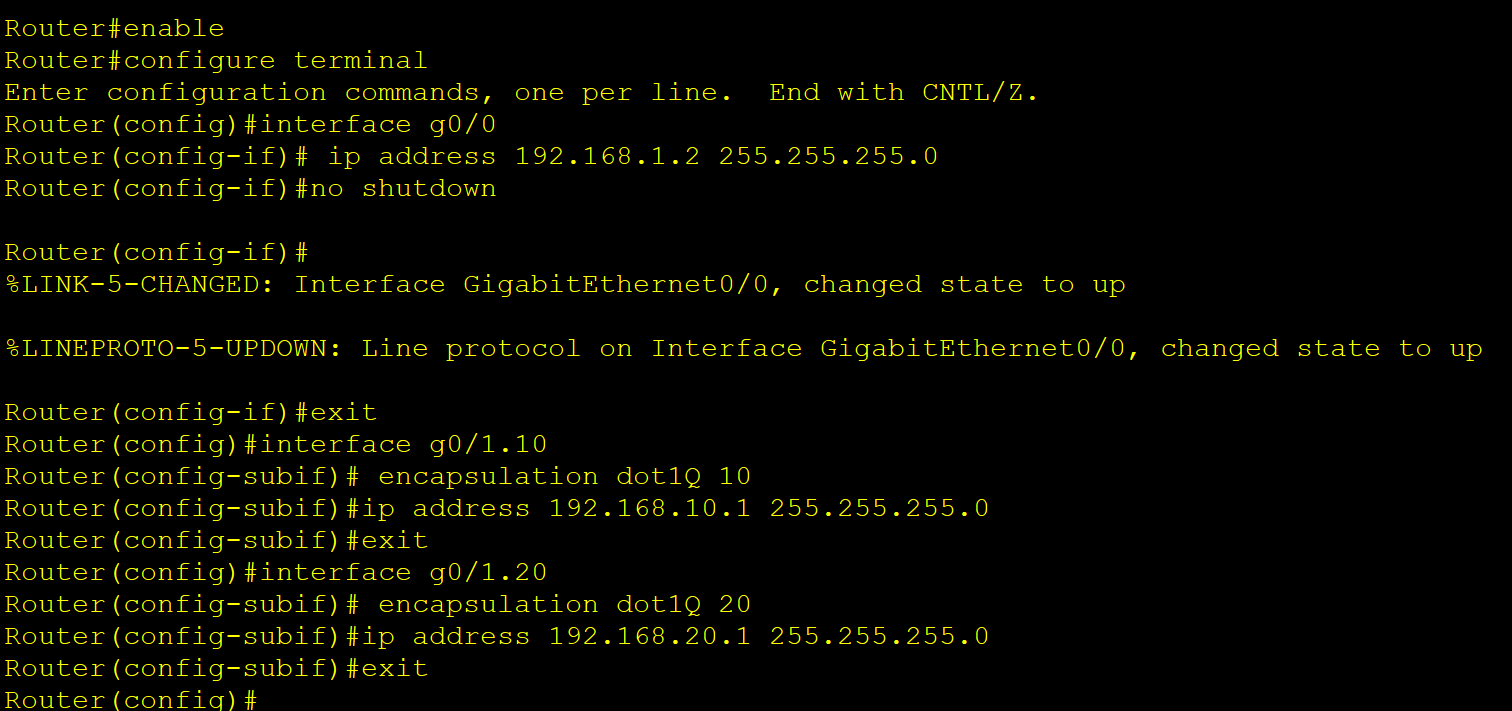 Router#enable
Router#configure terminal
Enter configuration commands, one per line.  End with CNTL/Z.
Router(config)#interface g0/0
Router(config-if)# ip address 192.168.1.2 255.255.255.0
Router(config-if)#no shutdown
Router(config-if)#
%LINK-5-CHANGED: Interface GigabitEthernet0/0, changed state to up
%LINEPROTO-5-UPDOWN: Line protocol on Interface GigabitEthernet0/0, changed state to up
Router(config-if)#exit
Router(config)#interface g0/1.10
Router(config-subif)# encapsulation dot1Q 10
Router(config-subif)#ip address 192.168.10.1 255.255.255.0
Router(config-subif)#exit
Router(config)#interface g0/1.20
Router(config-subif)# encapsulation dot1Q 20
Router(config-subif)#ip address 192.168.20.1 255.255.255.0
Router(config-subif)#exit
Router(config)#